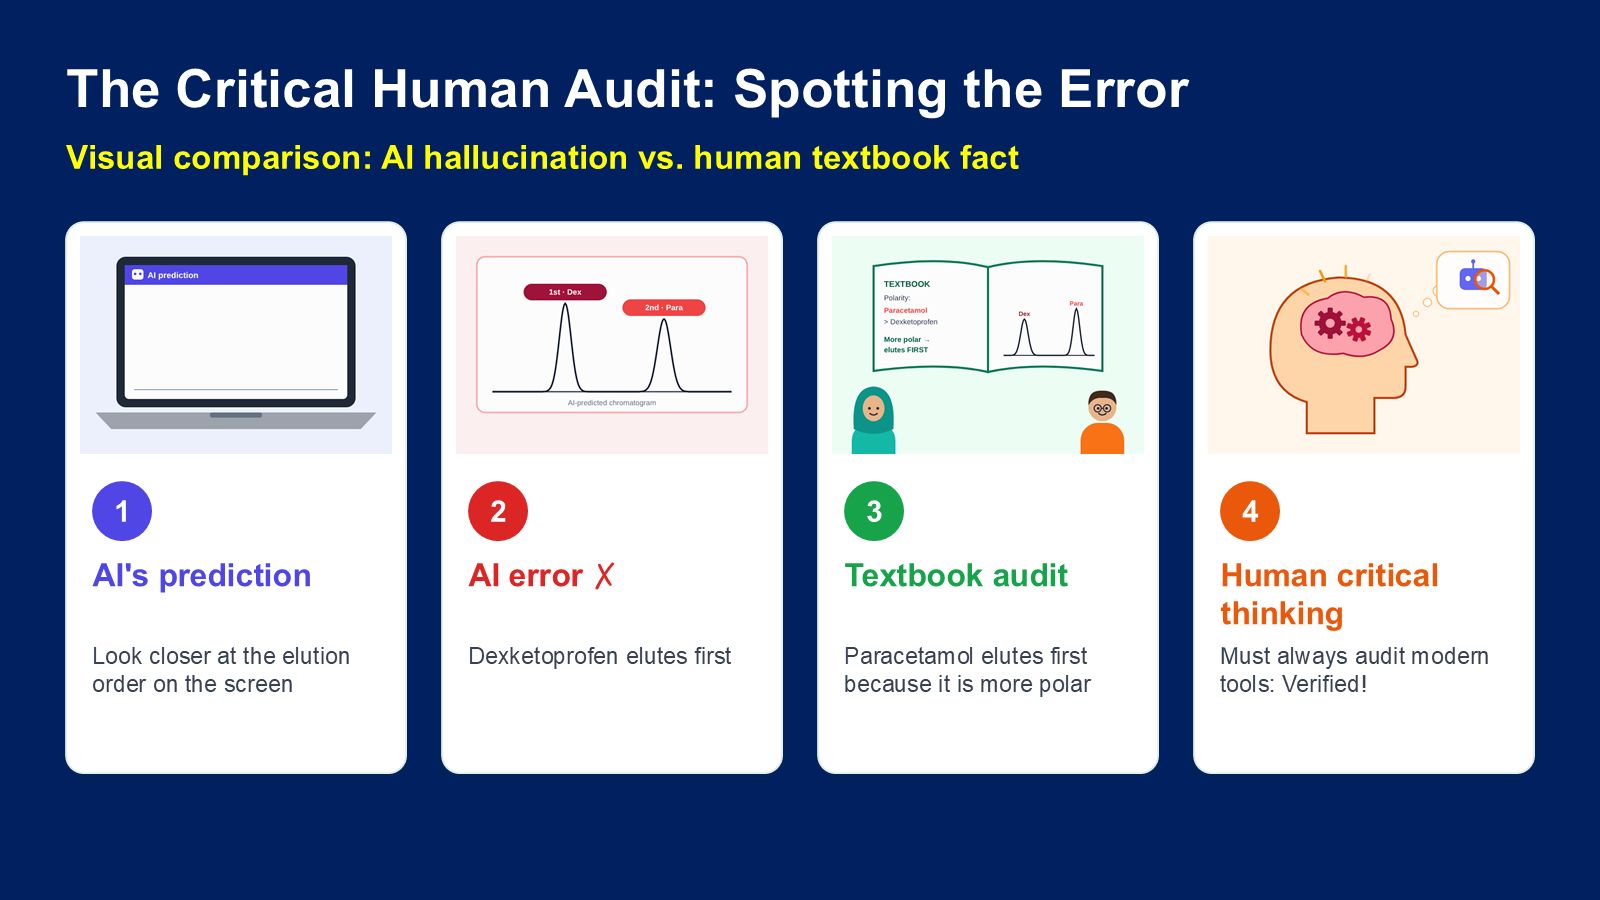 The Critical Human Audit: Spotting the Error
Visual comparison: AI hallucination vs. human textbook fact
AI prediction
1
AI's prediction
Look closer at the elution
order on the screen
1st · Dex
2nd · Para
AI-predicted chromatogram
2
AI error ✗
Dexketoprofen elutes first
TEXTBOOK
Polarity:
Paracetamol
> Dexketoprofen
More polar →
elutes FIRST
Dex
Para
3
Textbook audit
Paracetamol elutes first
because it is more polar
4
Human critical
thinking
Must always audit modern
tools: Verified!